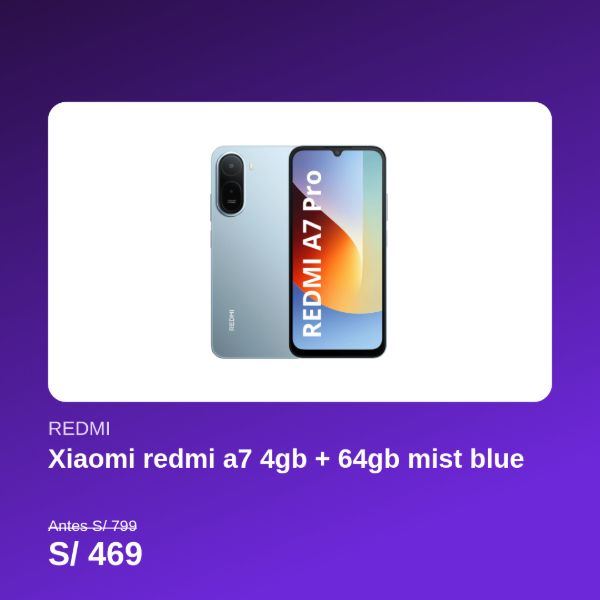 REDMI A7 Pro
REDMI
REDMI
Xiaomi redmi a7 4gb + 64gb mist blue
Antes S/ 799
S/ 469